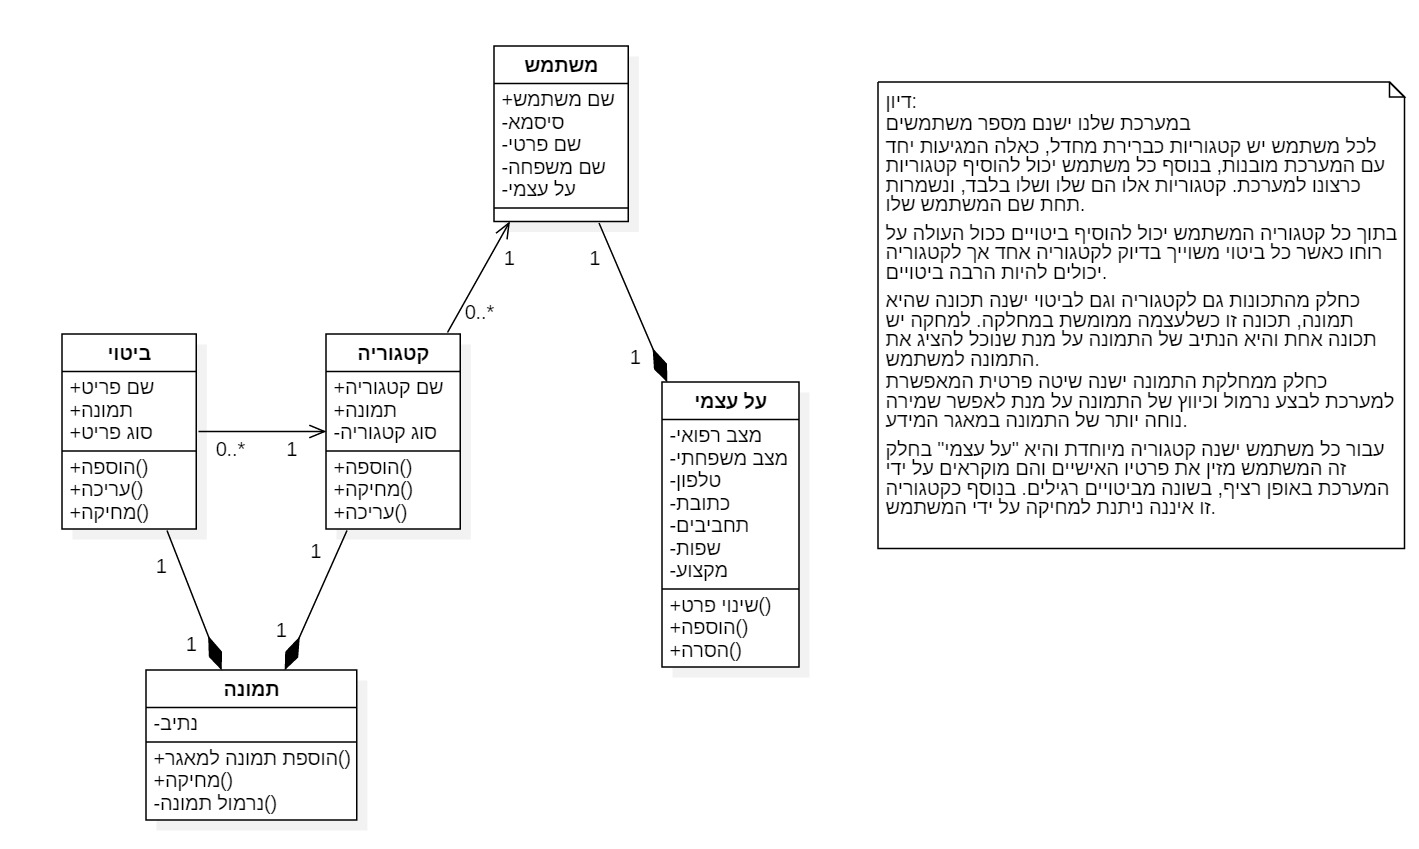 משתמש
+שם משתמש
-סיסמא
-שם פרטי
-שם משפחה
-על עצמי
1
1
0..*
1
ביטוי
+שם פריט
+תמונה
+סוג פריט
+הוספה()
+עריכה()
+מחיקה()
0..*
1
קטגוריה
+שם קטגוריה
+תמונה
-סוג קטגוריה
+הוספה()
+מחיקה()
+עריכה()
על עצמי
-מצב רפואי
-מצב משפחתי
-טלפון
-כתובת
-תחביבים
-שפות
-מקצוע
+שינוי פרט()
+הוספה()
+הסרה()
1
1
1
1
תמונה
-נתיב
+הוספת תמונה למאגר()
+מחיקה()
-נרמול תמונה()
דיון:
במערכת שלנו ישנם מספר משתמשים
לכל משתמש יש קטגוריות כברירת מחדל, כאלה המגיעות יחד
עם המערכת מובנות, בנוסף כל משתמש יכול להוסיף קטגוריות
כרצונו למערכת. קטגוריות אלו הם שלו ושלו בלבד, ונשמרות
תחת שם המשתמש שלו.
בתוך כל קטגוריה המשתמש יכול להוסיף ביטויים ככול העולה על
רוחו כאשר כל ביטוי משוייך בדיוק לקטגוריה אחד אך לקטגוריה
יכולים להיות הרבה ביטויים.
כחלק מהתכונות גם לקטגוריה וגם לביטוי ישנה תכונה שהיא
תמונה, תכונה זו כשלעצמה ממומשת במחלקה. למחקה יש
תכונה אחת והיא הנתיב של התמונה על מנת שנוכל להציג את
התמונה למשתמש.
כחלק ממחלקת התמונה ישנה שיטה פרטית המאפשרת
למערכת לבצע נרמול וכיווץ של התמונה על מנת לאפשר שמירה
נוחה יותר של התמונה במאגר המידע.
עבור כל משתמש ישנה קטגוריה מיוחדת והיא "על עצמי" בחלק
זה המשתמש מזין את פרטיו האישיים והם מוקראים על ידי
המערכת באופן רציף, בשונה מביטויים רגילים. בנוסף כקטגוריה
זו איננה ניתנת למחיקה על ידי המשתמש.